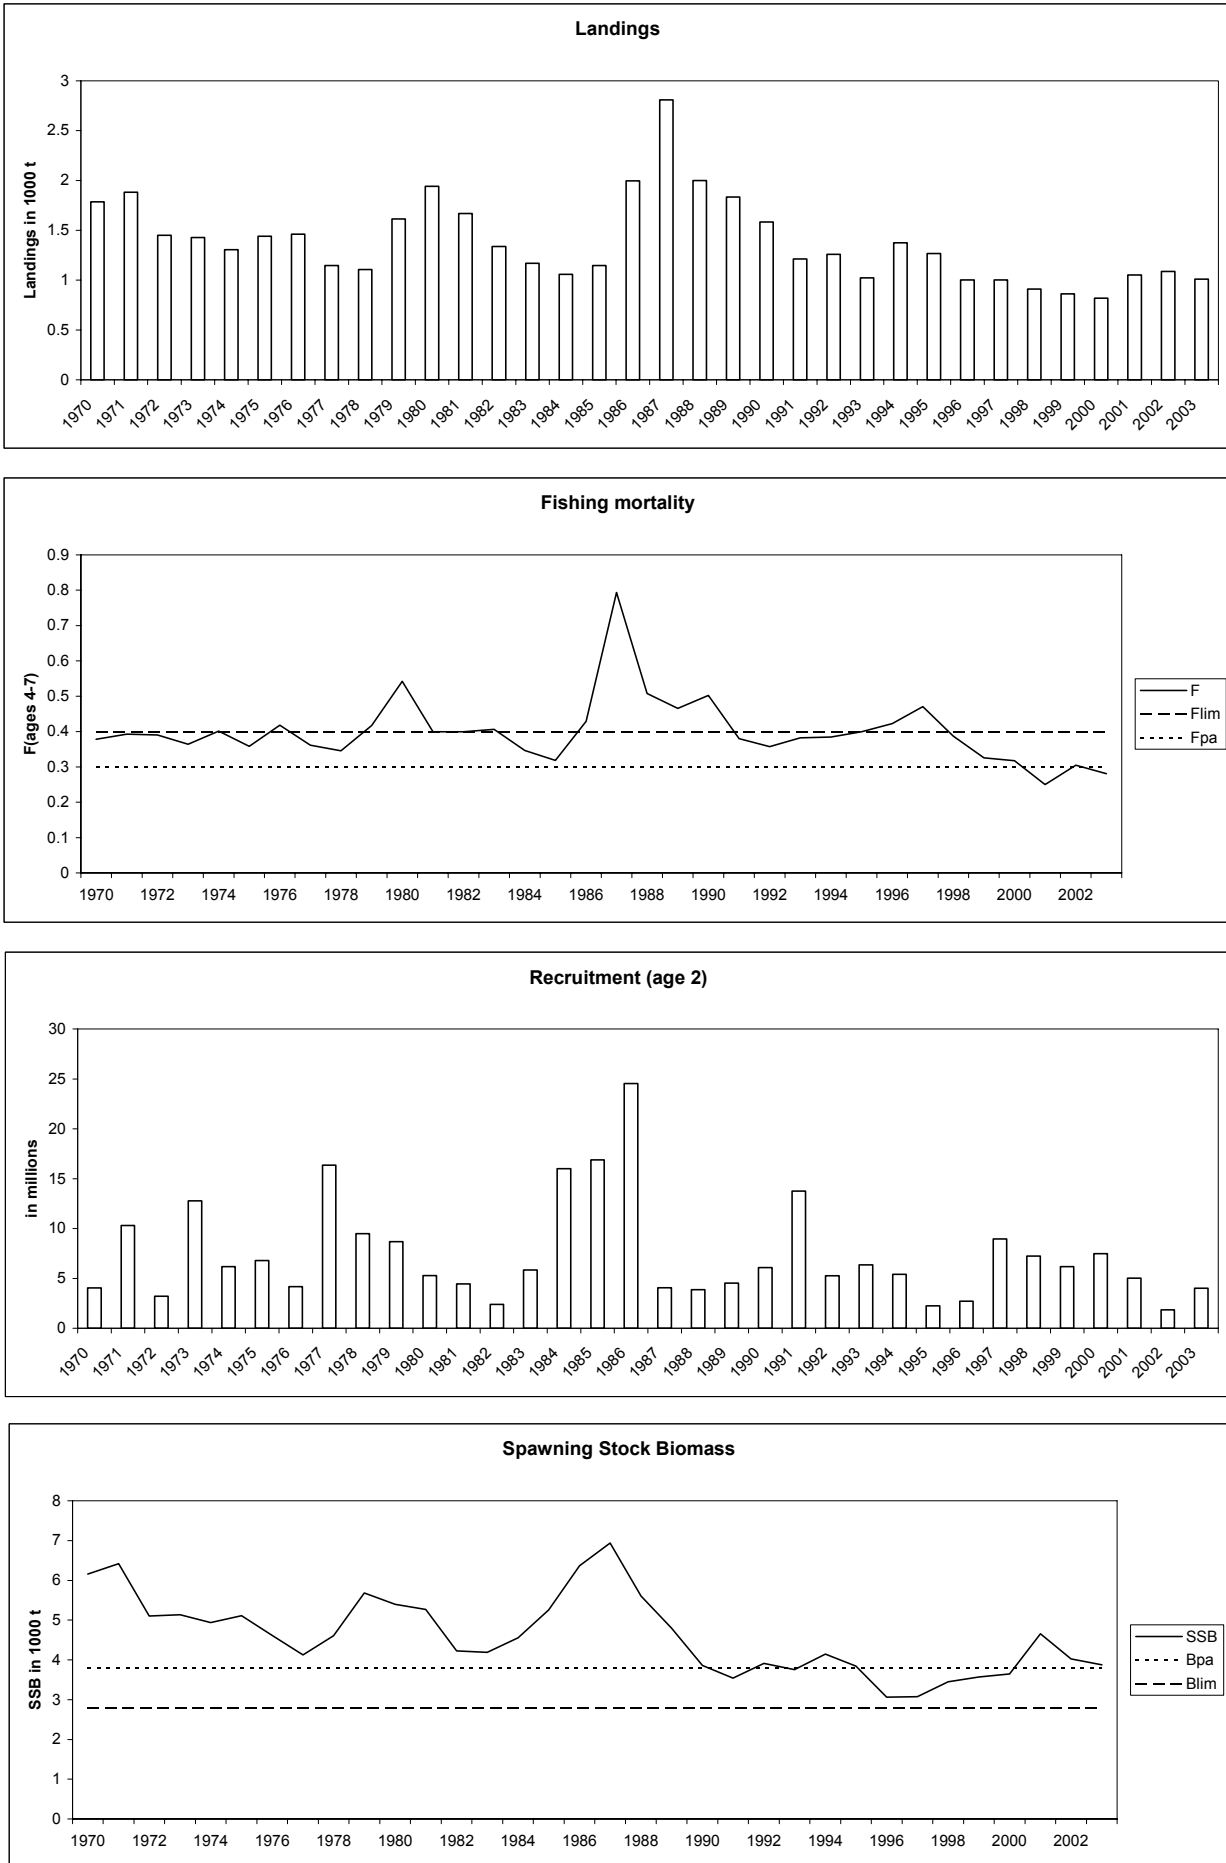 Landings
Landings in 1000 t
3
2.5
2
1.5
1
0.5
0
1970 1971 1972 1973 1974 1975 1976 1977 1978 1979 1980 1981 1982 1983 1984 1985 1986 1987 1988 1989 1990 1991 1992 1993 1994 1995 1996 1997 1998 1999 2000 2001 2002 2003
Fishing mortality
F(ages 4-7)
0.9
0.8
0.7
0.6
0.5
0.4
0.3
0.2
0.1
0
1970 1972 1974 1976 1978 1980 1982 1984 1986 1988 1990 1992 1994 1996 1998 2000 2002
F
Flim
Fpa
Recruitment (age 2)
in millions
30
25
20
15
10
5
0
1970 1971 1972 1973 1974 1975 1976 1977 1978 1979 1980 1981 1982 1983 1984 1985 1986 1987 1988 1989 1990 1991 1992 1993 1994 1995 1996 1997 1998 1999 2000 2001 2002 2003
Spawning Stock Biomass
SSB in 1000 t
8
7
6
5
4
3
2
1
0
1970 1972 1974 1976 1978 1980 1982 1984 1986 1988 1990 1992 1994 1996 1998 2000 2002
SSB
Bpa
Blim